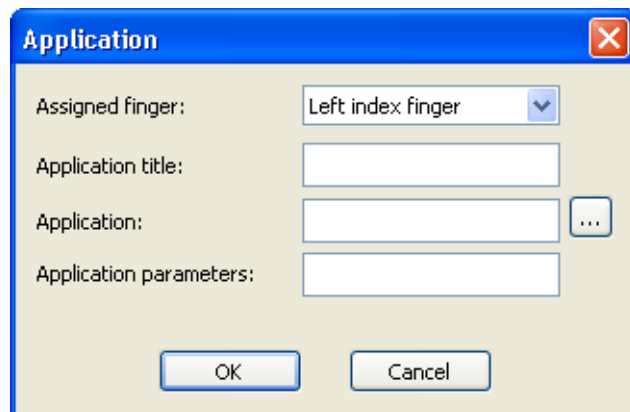 Application
Assigned finger: Left index finger
Application title:
Application: ...
Application parameters:
OK Cancel